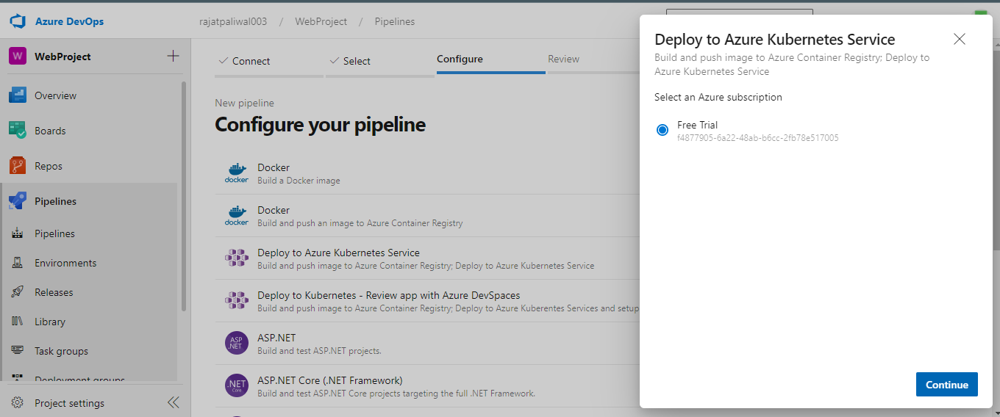 Azure DevOps
rajatpaliwal003 / WebProject / Pipelines
W WebProject
Overview
Boards
Repos
Pipelines
Pipelines
Environments
Releases
Library
Task groups
Deployment groups
Project settings
Connect
Select
Configure
Review
New pipeline
Configure your pipeline
docker
Docker
Build a Docker image
docker
Docker
Build and push an image to Azure Container Registry
Deploy to Azure Kubernetes Service
Build and push image to Azure Container Registry; Deploy to Azure Kubernetes Service
Deploy to Kubernetes - Review app with Azure DevSpaces
Build and push image to Azure Container Registry; Deploy to Azure Kuberentes Services and setup
ASP
.NET
ASP.NET
Build and test ASP.NET projects.
.NET
Core
ASP.NET Core (.NET Framework)
Build and test ASP.NET Core projects targeting the full .NET Framework.
Deploy to Azure Kubernetes Service
Build and push image to Azure Container Registry; Deploy to
Azure Kubernetes Service
Select an Azure subscription
Free Trial
f4877905-6a22-48ab-b6cc-2fb78e517005
Continue